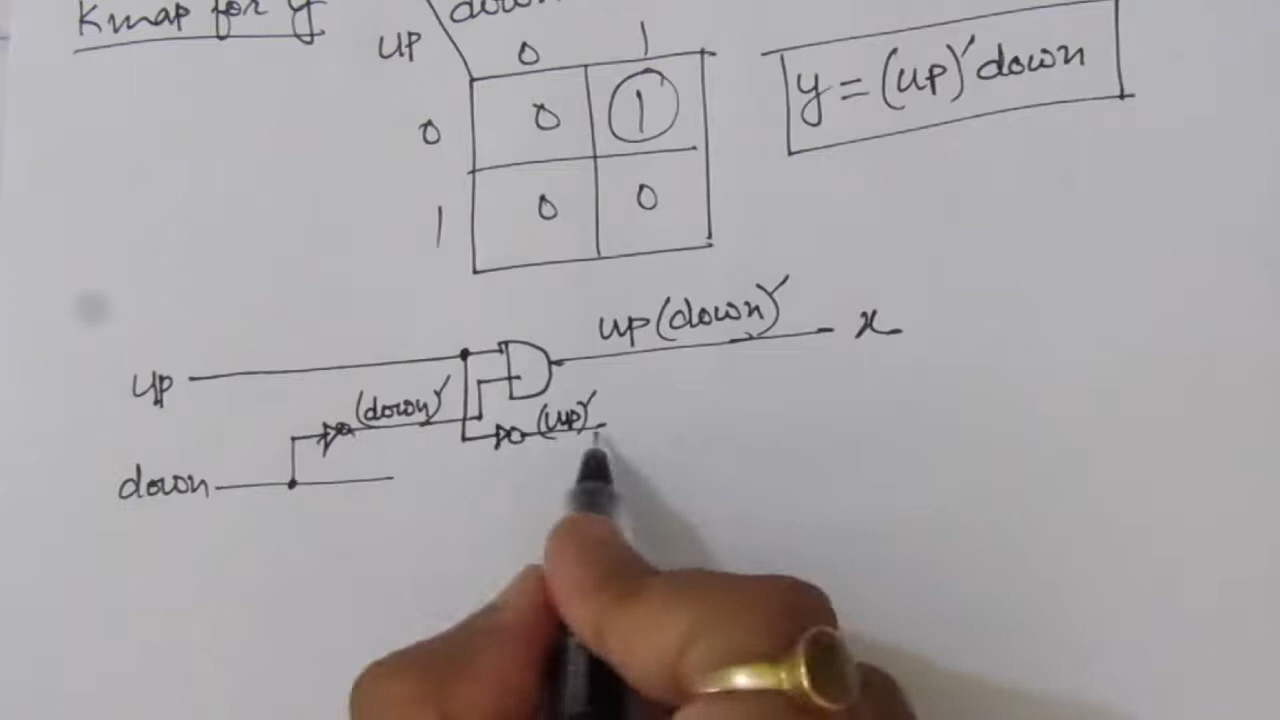 Kmap for y
down
up 0 1
0 0 1
1 0 0
y = (up)' down
up
up (down)' x
(down)'
(up)'
down